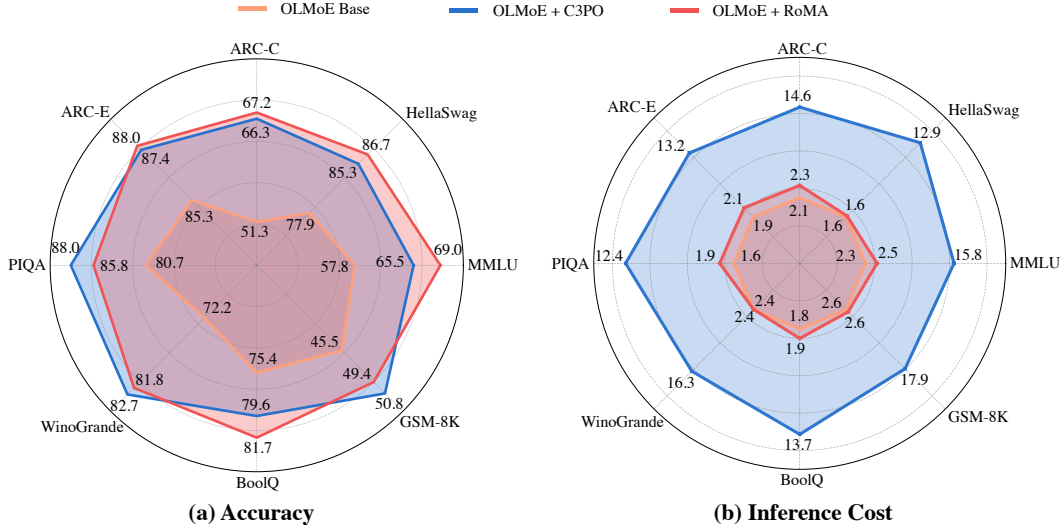 OLMoE Base OLMoE + C3PO OLMoE + RoMA
ARC-C
67.2
66.3
51.3
HellaSwag
86.7
85.3
77.9
MMLU
69.0
65.5
57.8
GSM-8K
50.8
49.4
45.5
BoolQ
81.7
79.6
75.4
WinoGrande
82.7
81.8
72.2
PIQA
88.0
85.8
80.7
ARC-E
88.0
87.4
85.3
(a) Accuracy
ARC-C
14.6
2.3
2.1
HellaSwag
12.9
1.6
1.6
MMLU
15.8
2.5
2.3
GSM-8K
17.9
2.6
2.6
BoolQ
13.7
1.9
1.8
WinoGrande
16.3
2.4
2.4
PIQA
12.4
1.9
1.6
ARC-E
13.2
2.1
1.9
(b) Inference Cost